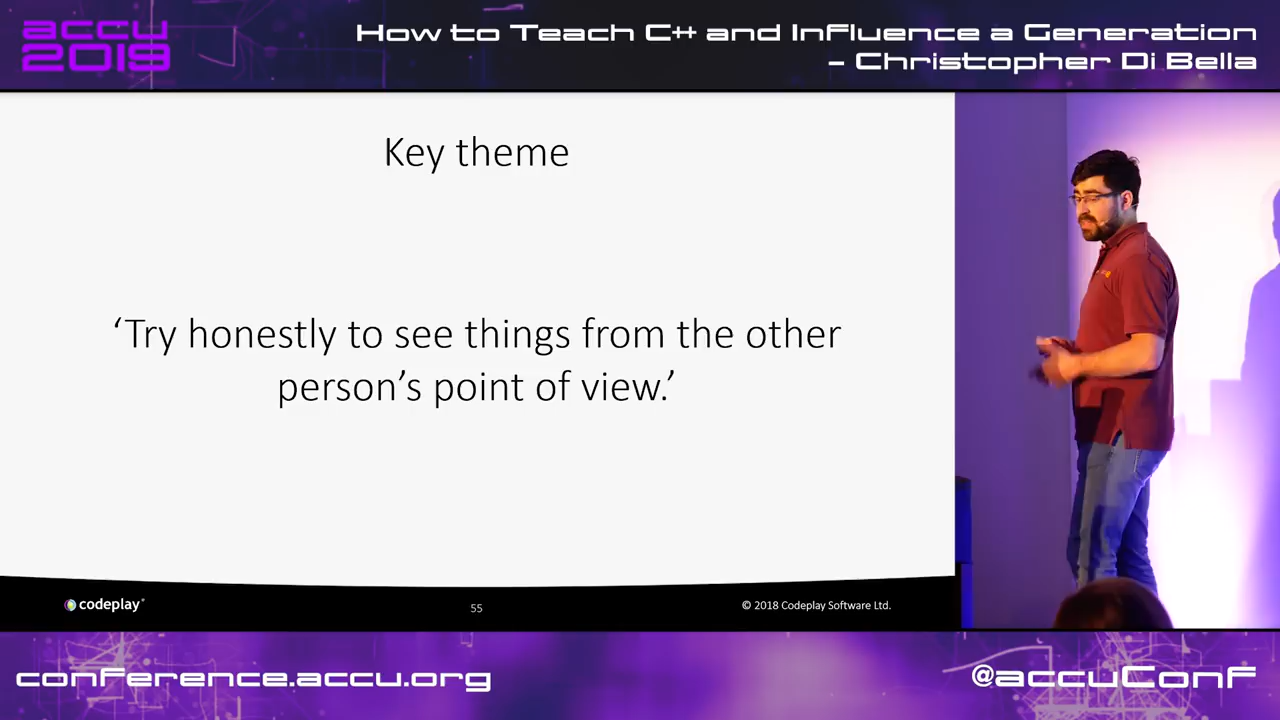 accu
2019
How to Teach C++ and Influence a Generation
– Christopher Di Bella
Key theme
‘Try honestly to see things from the other
person’s point of view.’
codeplay®
55
© 2018 Codeplay Software Ltd.
conference.accu.org
@accuConf